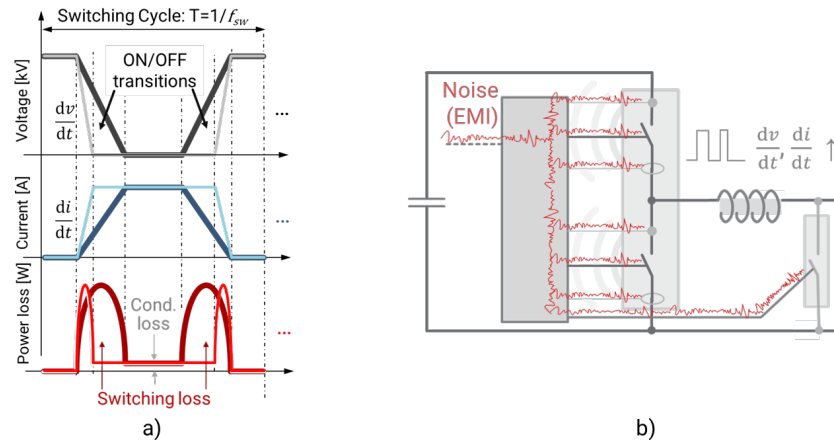 Switching Cycle: T=1/f_sw
Voltage [kV]
ON/OFF
transitions
dv
dt
...
Current [A]
di
dt
...
Power loss [W]
Cond.
loss
...
Switching loss
a)
Noise
(EMI)
dv/dt, di/dt ↑
b)